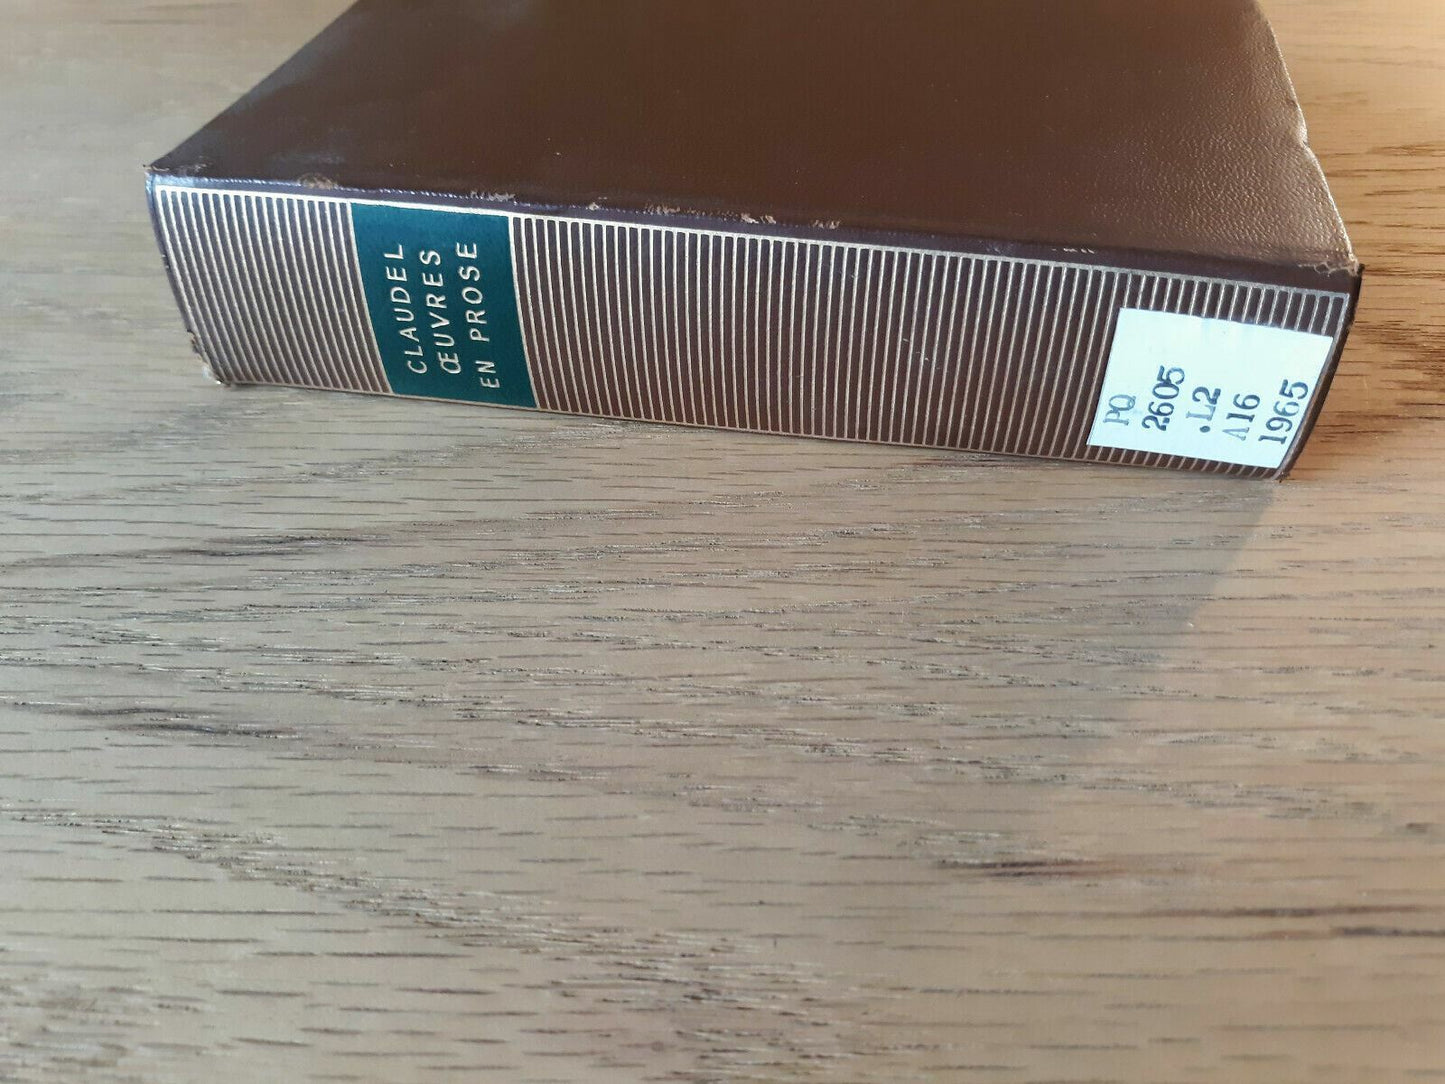 CLAUDEL
ŒUVRES
EN PROSE
PQ
2605
.L2
A16
1965